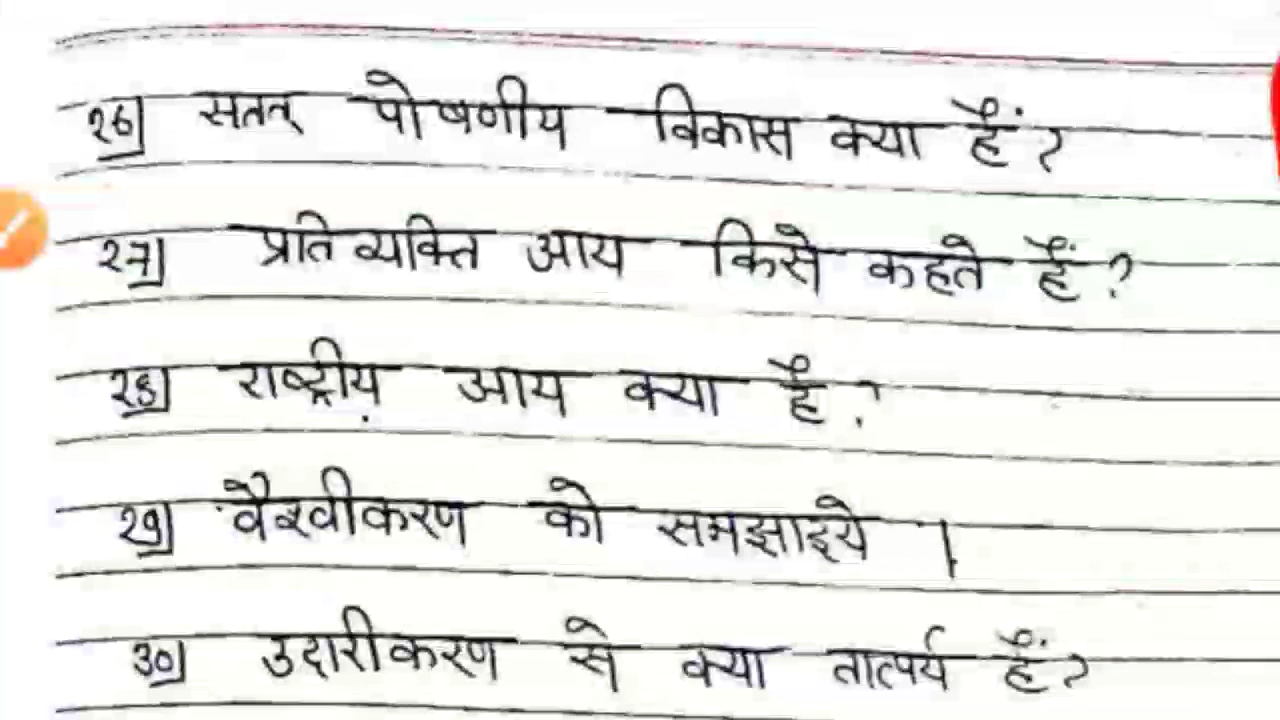 26) सतत् पोषणीय विकास क्या हैं?
27) प्रतिव्यक्ति आय किसे कहते हैं?
28) राष्ट्रीय आय क्या है?
29) वैश्वीकरण को समझाइये।
30) उदारीकरण से क्या तात्पर्य हैं?